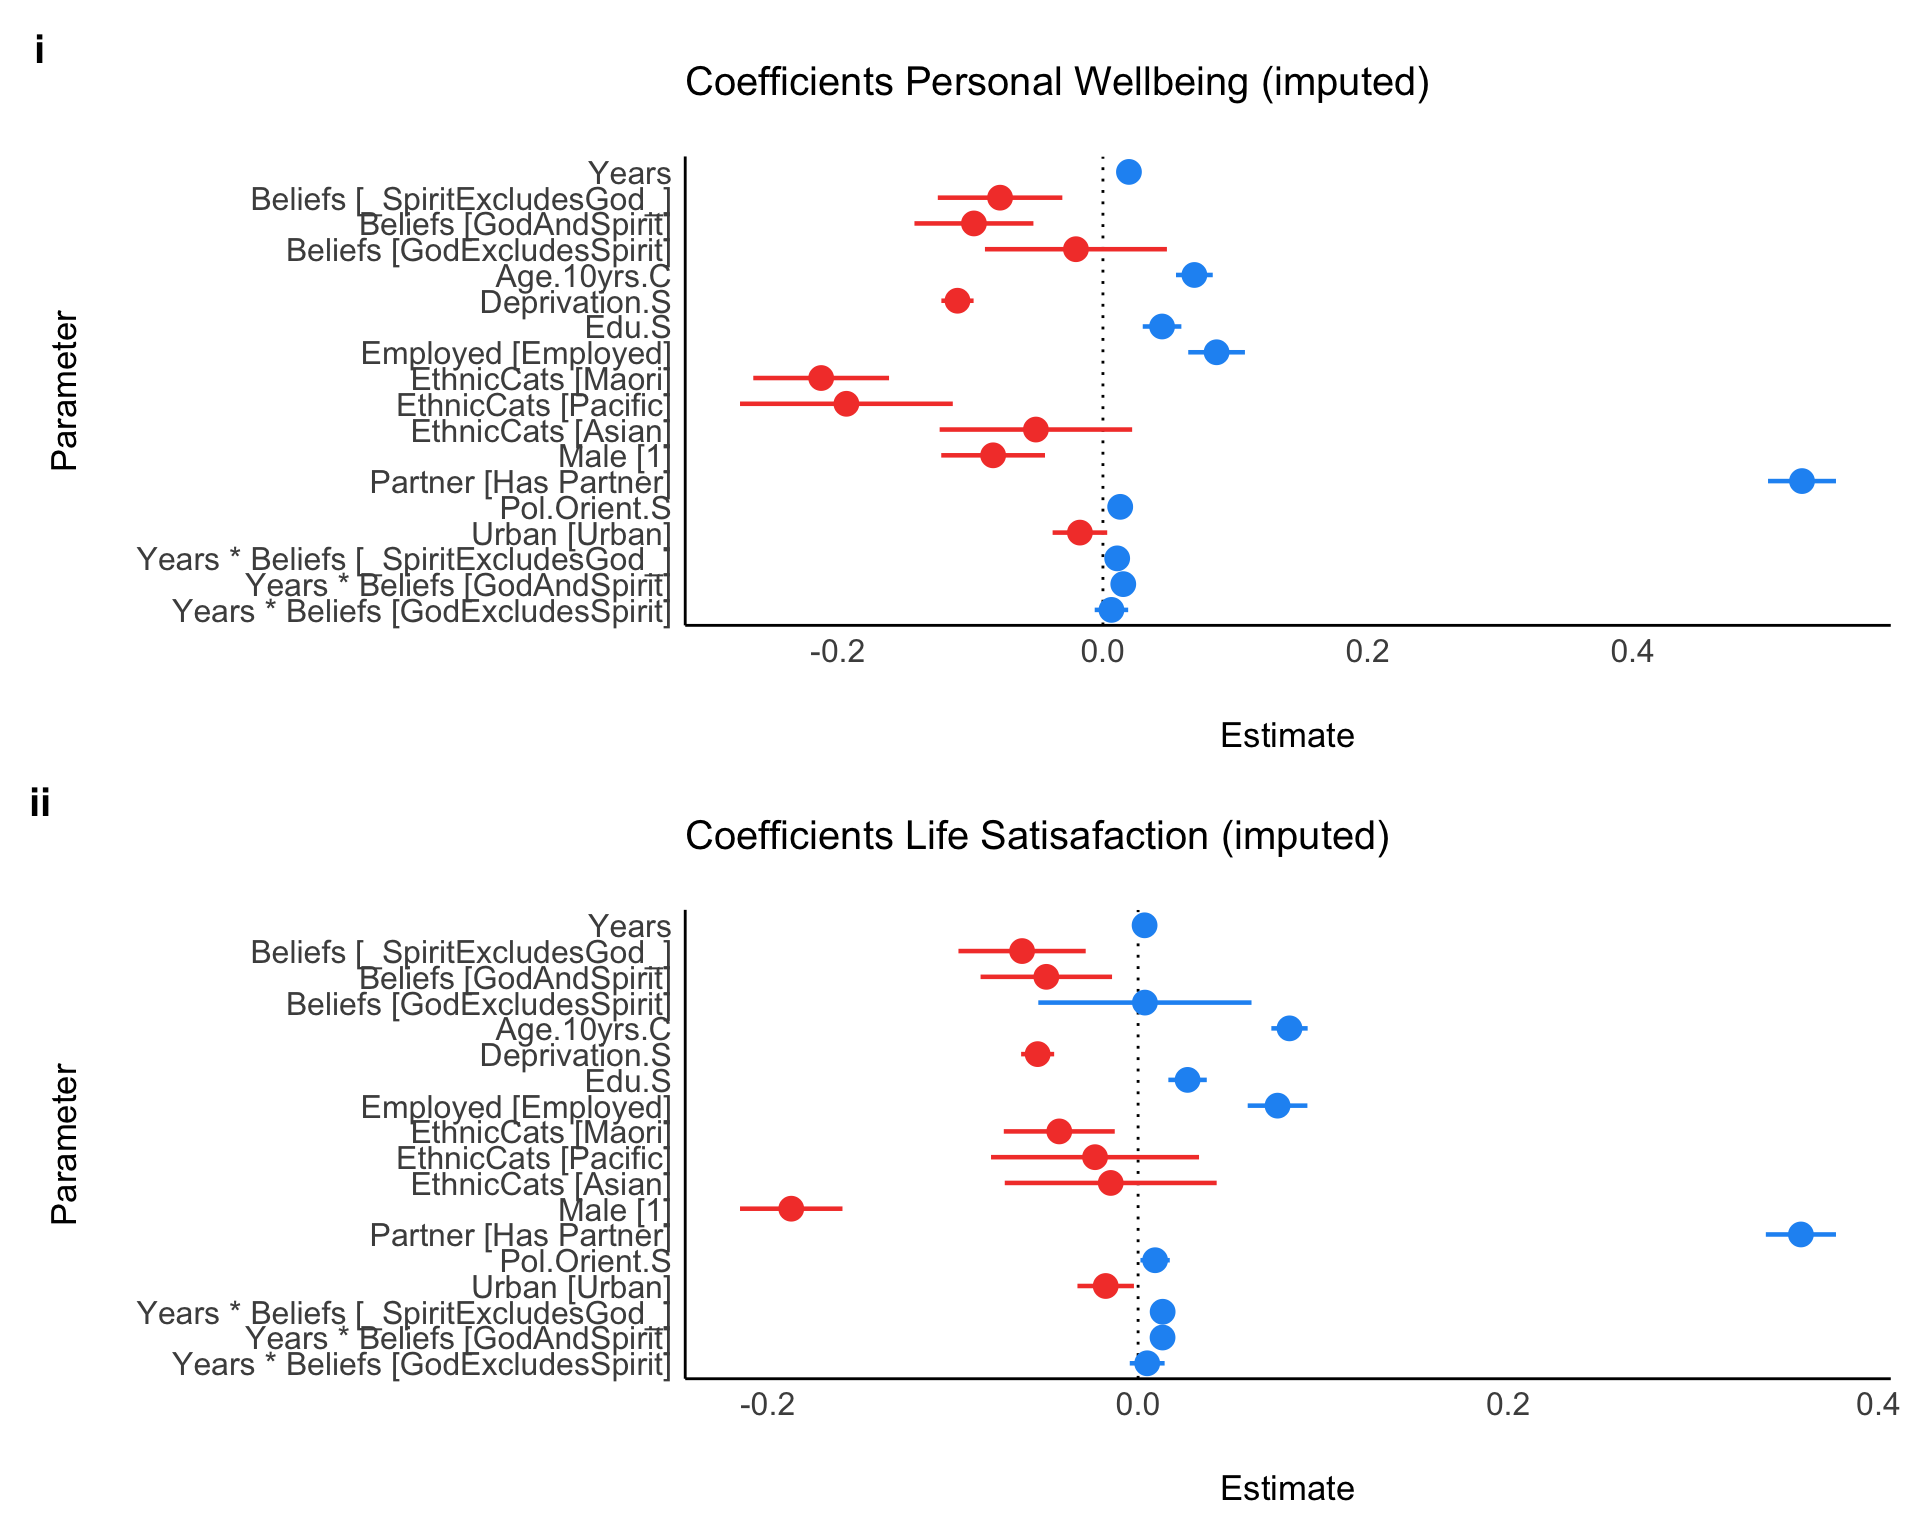 i
Coefficients Personal Wellbeing (imputed)
Parameter
Years
Beliefs [_SpiritExcludesGod_]
Beliefs [GodAndSpirit]
Beliefs [GodExcludesSpirit]
Age.10yrs.C
Deprivation.S
Edu.S
Employed [Employed]
EthnicCats [Maori]
EthnicCats [Pacific]
EthnicCats [Asian]
Male [1]
Partner [Has Partner]
Pol.Orient.S
Urban [Urban]
Years * Beliefs [_SpiritExcludesGod_]
Years * Beliefs [GodAndSpirit]
Years * Beliefs [GodExcludesSpirit]
-0.2 0.0 0.2 0.4
Estimate
ii
Coefficients Life Satisafaction (imputed)
Parameter
Years
Beliefs [_SpiritExcludesGod_]
Beliefs [GodAndSpirit]
Beliefs [GodExcludesSpirit]
Age.10yrs.C
Deprivation.S
Edu.S
Employed [Employed]
EthnicCats [Maori]
EthnicCats [Pacific]
EthnicCats [Asian]
Male [1]
Partner [Has Partner]
Pol.Orient.S
Urban [Urban]
Years * Beliefs [_SpiritExcludesGod_]
Years * Beliefs [GodAndSpirit]
Years * Beliefs [GodExcludesSpirit]
-0.2 0.0 0.2 0.4
Estimate